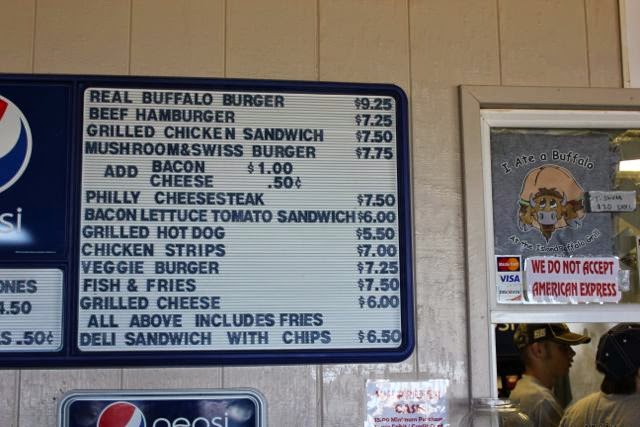 REAL BUFFALO BURGER $9.25
BEEF HAMBURGER $7.25
GRILLED CHICKEN SANDWICH $7.50
MUSHROOM&SWISS BURGER $7.75
ADD BACON $1.00
CHEESE .50¢
PHILLY CHEESESTEAK $7.50
BACON LETTUCE TOMATO SANDWICH $6.00
GRILLED HOT DOG $5.50
CHICKEN STRIPS $7.00
VEGGIE BURGER $7.25
FISH & FRIES $7.50
GRILLED CHEESE $6.00
ALL ABOVE INCLUDES FRIES
DELI SANDWICH WITH CHIPS $6.50
si
ONES
4.50
S .50¢
pepsi
I Ate a Buffalo
MasterCard
VISA
WE DO NOT ACCEPT
AMERICAN EXPRESS
CASH